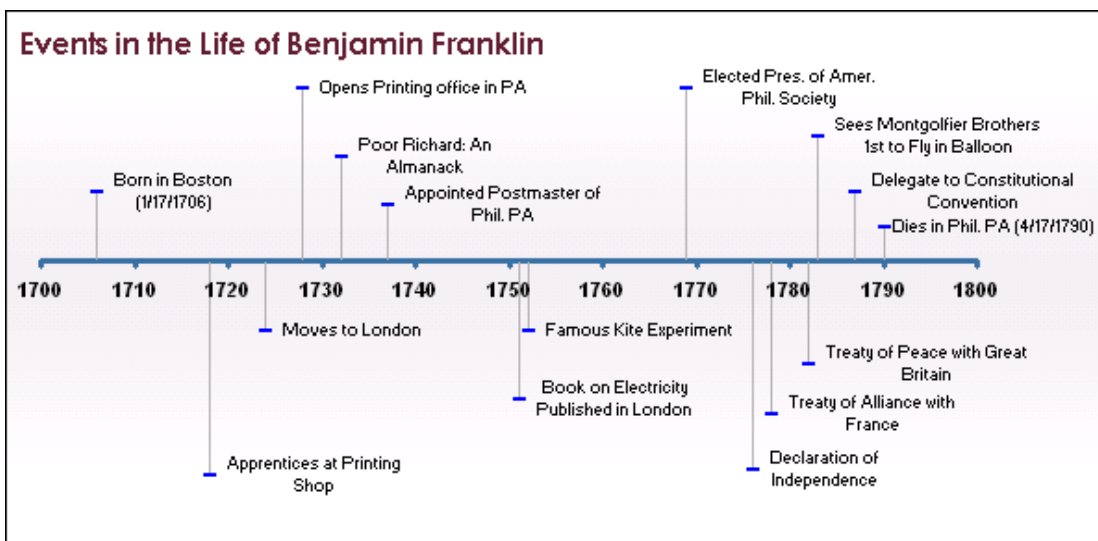 Events in the Life of Benjamin Franklin
Opens Printing office in PA
Elected Pres. of Amer.
Phil. Society
Sees Montgolfier Brothers
1st to Fly in Balloon
Poor Richard: An
Almanack
Born in Boston
(1/17/1706)
Appointed Postmaster of
Phil. PA
Delegate to Constitutional
Convention
Dies in Phil. PA (4/17/1790)
1700 1710 1720 1730 1740 1750 1760 1770 1780 1790 1800
Moves to London
Famous Kite Experiment
Treaty of Peace with Great
Britain
Book on Electricity
Published in London
Treaty of Alliance with
France
Apprentices at Printing
Shop
Declaration of
Independence